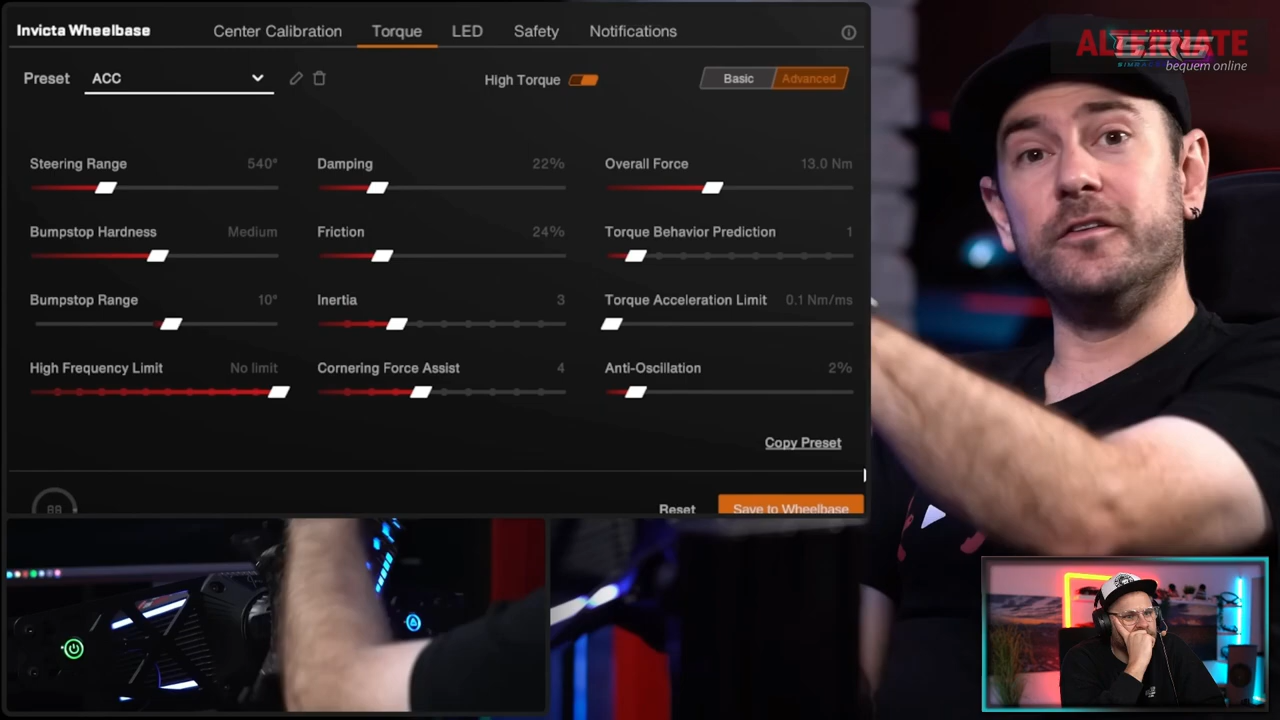 Invicta Wheelbase Center Calibration Torque LED Safety Notifications
Preset ACC High Torque Basic Advanced
Steering Range 540° Damping 22% Overall Force 13.0 Nm
Bumpstop Hardness Medium Friction 24% Torque Behavior Prediction 1
Bumpstop Range 10° Inertia 3 Torque Acceleration Limit 0.1 Nm/ms
High Frequency Limit No limit Cornering Force Assist 4 Anti-Oscillation 2%
Copy Preset
Reset Save to Wheelbase
ALTERNATE
bequem online